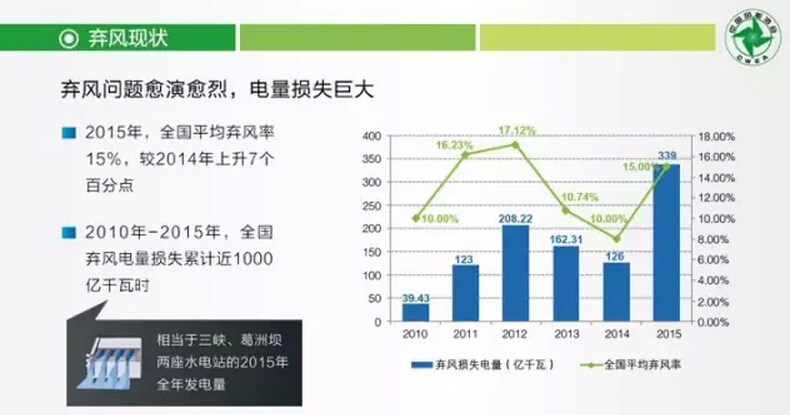 弃风现状
中国风能协会
CWEA
弃风问题愈演愈烈，电量损失巨大
2015年，全国平均弃风率
15%，较2014年上升7个
百分点
2010年-2015年，全国
弃风电量损失累计近1000
亿千瓦时
相当于三峡、葛洲坝
两座水电站的2015年
全年发电量
400
350
300
250
200
150
100
50
0
18.00%
16.00%
14.00%
12.00%
10.00%
8.00%
6.00%
4.00%
2.00%
0.00%
10.00%
16.23%
17.12%
10.74%
10.00%
15.00%
39.43
123
208.22
162.31
126
339
2010
2011
2012
2013
2014
2015
弃风损失电量（亿千瓦）
全国平均弃风率